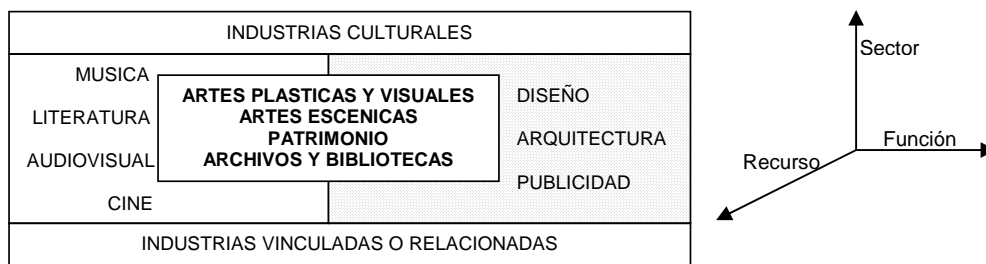 INDUSTRIAS CULTURALES
MUSICA
LITERATURA
AUDIOVISUAL
CINE
ARTES PLASTICAS Y VISUALES
ARTES ESCENICAS
PATRIMONIO
ARCHIVOS Y BIBLIOTECAS
DISEÑO
ARQUITECTURA
PUBLICIDAD
INDUSTRIAS VINCULADAS O RELACIONADAS
Sector
Función
Recurso